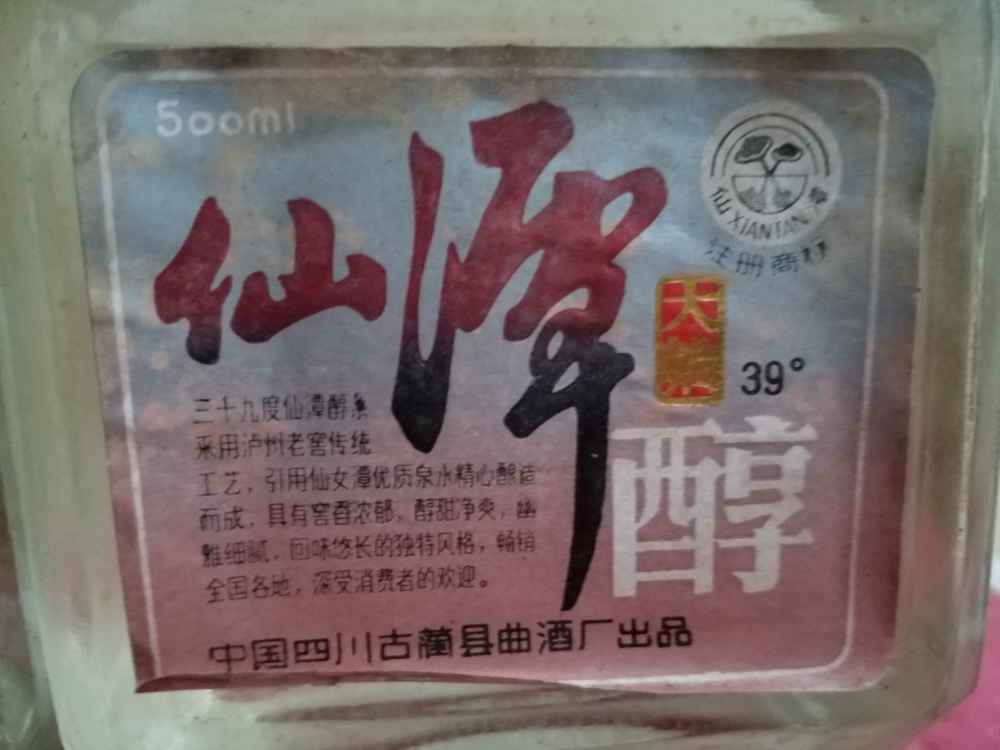 500ml
仙潭
仙 XIANTAN 潭
注册商标
大
39°
醇
三十九度仙潭醇系
采用泸州老窖传统
工艺,引用仙女潭优质泉水精心酿造
而成,具有窖香浓郁,醇甜净爽,幽
雅细腻,回味悠长的独特风格,畅销
全国各地,深受消费者的欢迎。
中国四川古蔺县曲酒厂出品